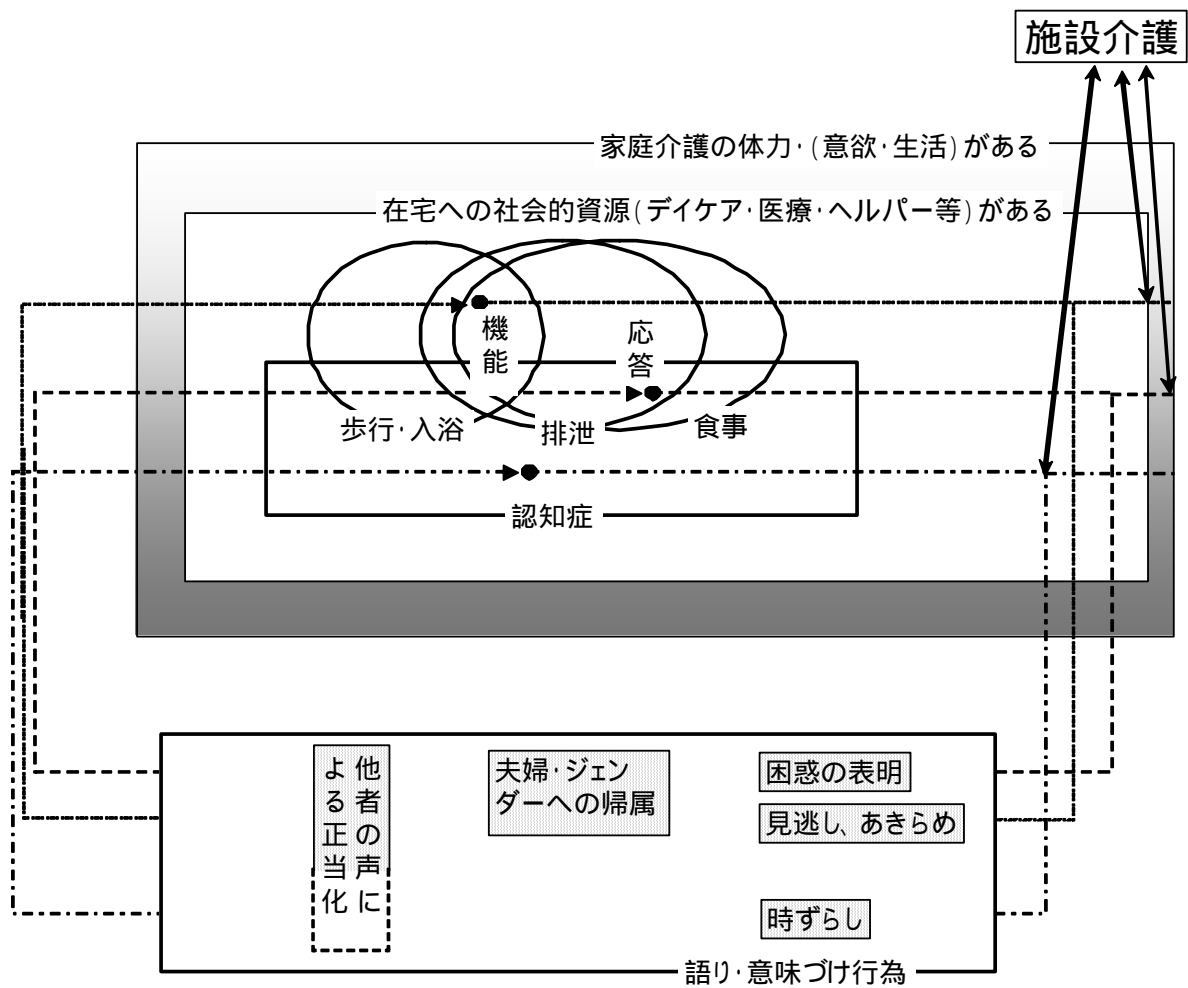 施設介護
家庭介護の体力・(意欲・生活)がある
在宅への社会的資源(デイケア・医療・ヘルパー等)がある
機能
応答
歩行・入浴
排泄
食事
認知症
他者の声に
よる正当化
夫婦・ジェン
ダーへの帰属
困惑の表明
見逃し、あきらめ
時ずらし
語り・意味づけ行為